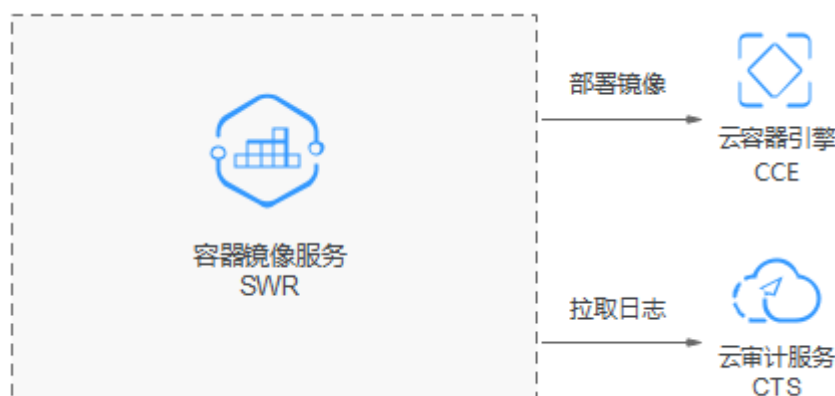 部署镜像
云容器引擎
CCE
容器镜像服务
SWR
拉取日志
云审计服务
CTS